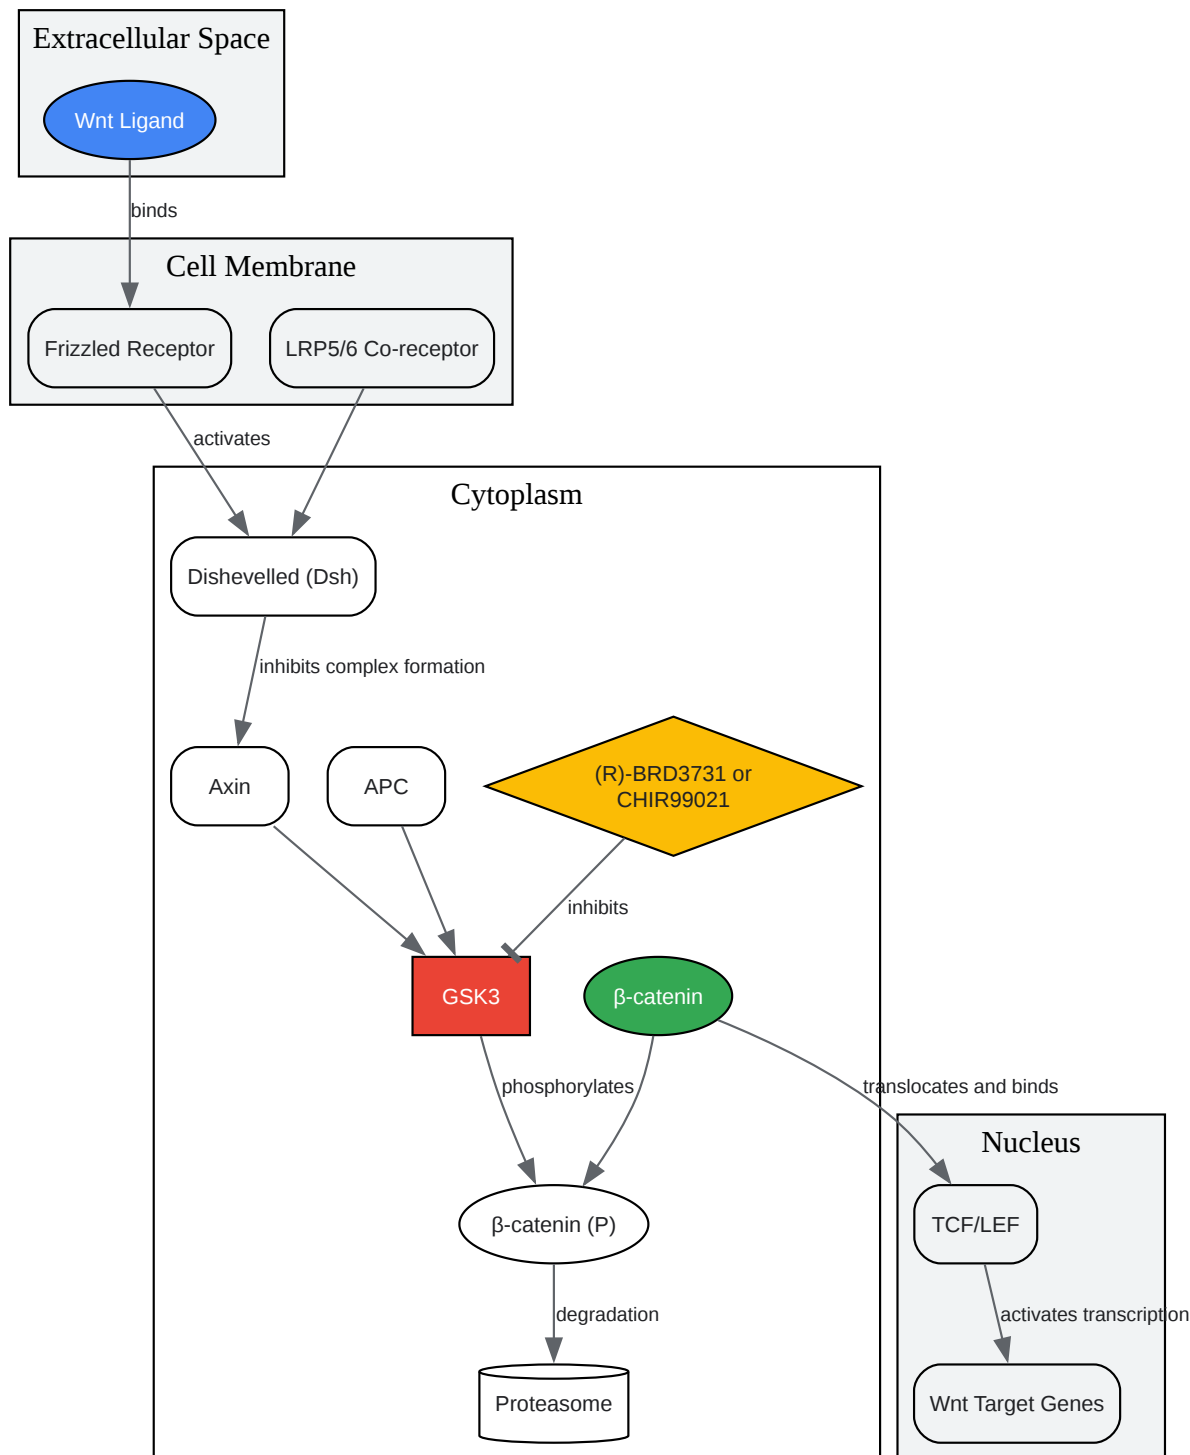 Extracellular Space
Wnt Ligand
binds
Cell Membrane
Frizzled Receptor
LRP5/6 Co-receptor
activates
Cytoplasm
Dishevelled (Dsh)
inhibits complex formation
Axin
APC
(R)-BRD3731 or
CHIR99021
inhibits
GSK3
β-catenin
phosphorylates
translocates and binds
Nucleus
β-catenin (P)
TCF/LEF
degradation
activates transcription
Proteasome
Wnt Target Genes